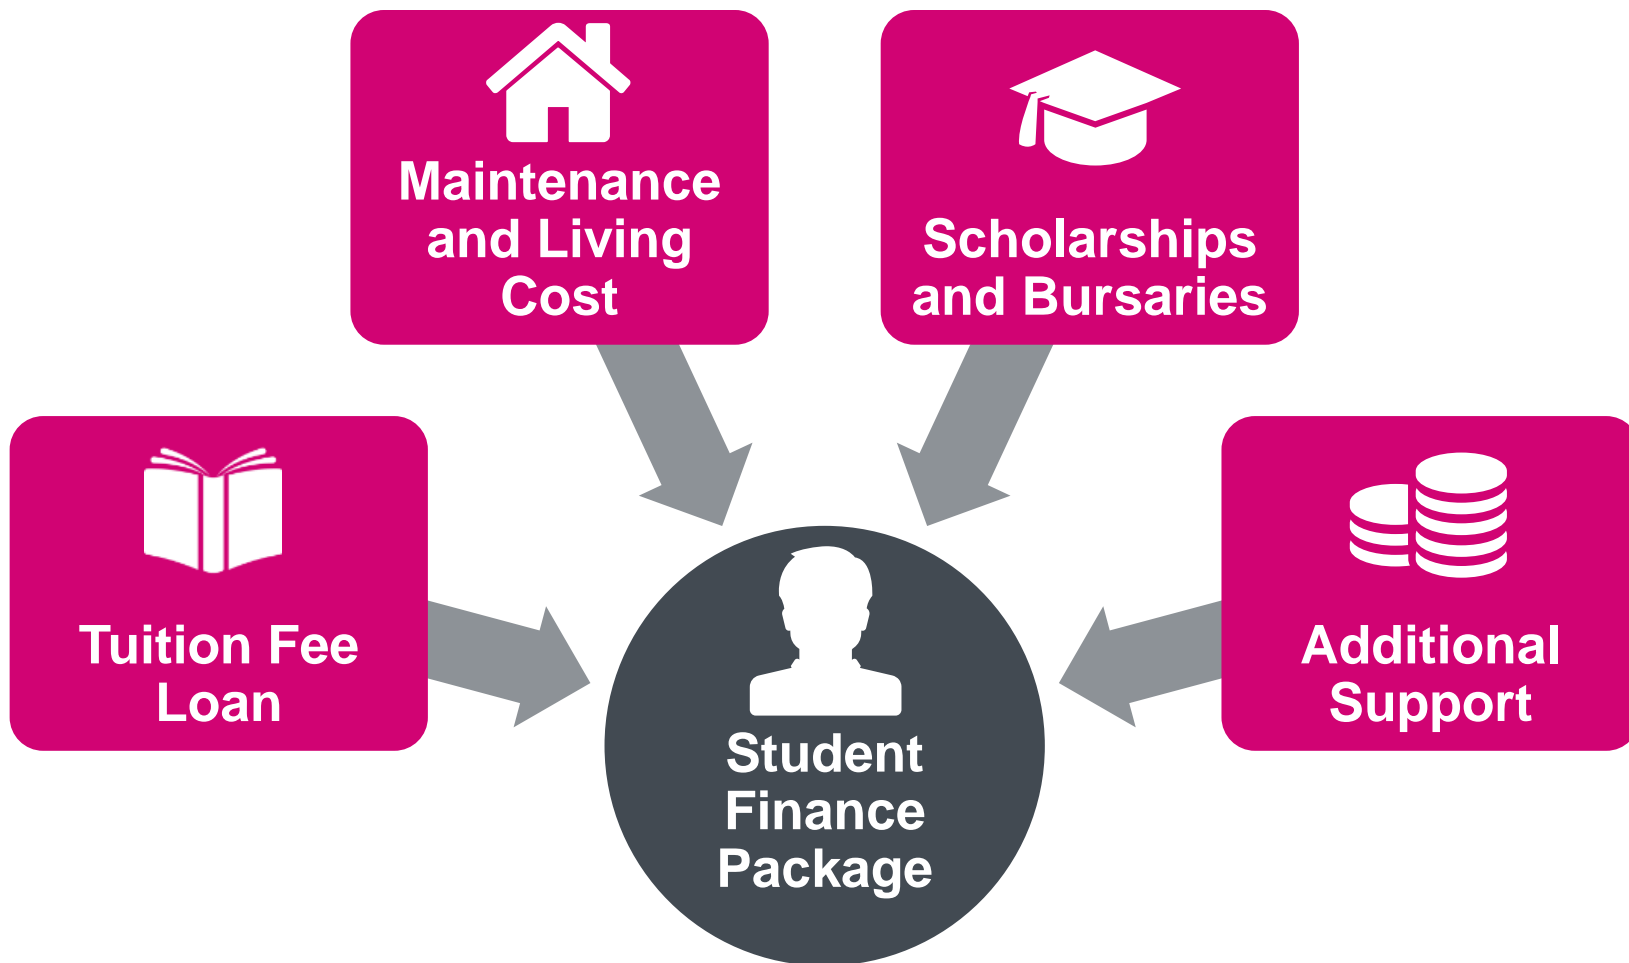 Maintenance
and Living
Cost
Scholarships
and Bursaries
Tuition Fee
Loan
Additional
Support
Student
Finance
Package